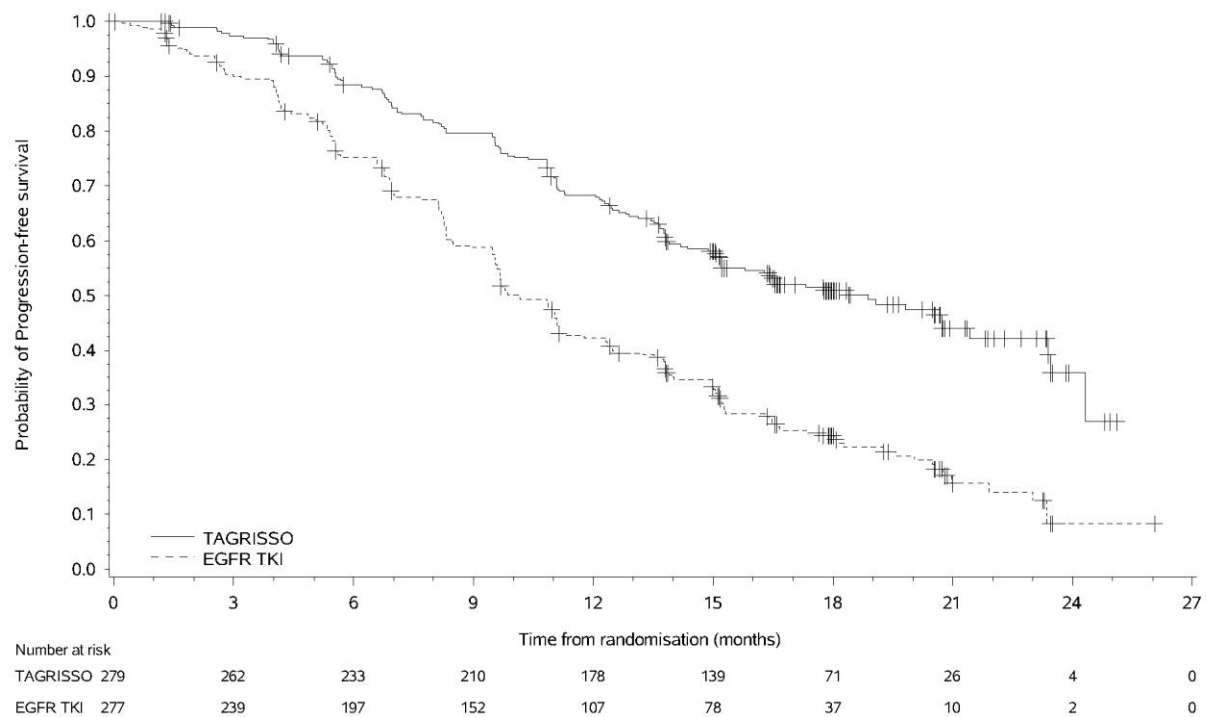 Probability of Progression-free survival
1.0
0.9
0.8
0.7
0.6
0.5
0.4
0.3
0.2
0.1
0.0
TAGRISSO
EGFR TKI
0 3 6 9 12 15 18 21 24 27
Time from randomisation (months)
Number at risk
TAGRISSO 279 262 233 210 178 139 71 26 4 0
EGFR TKI 277 239 197 152 107 78 37 10 2 0